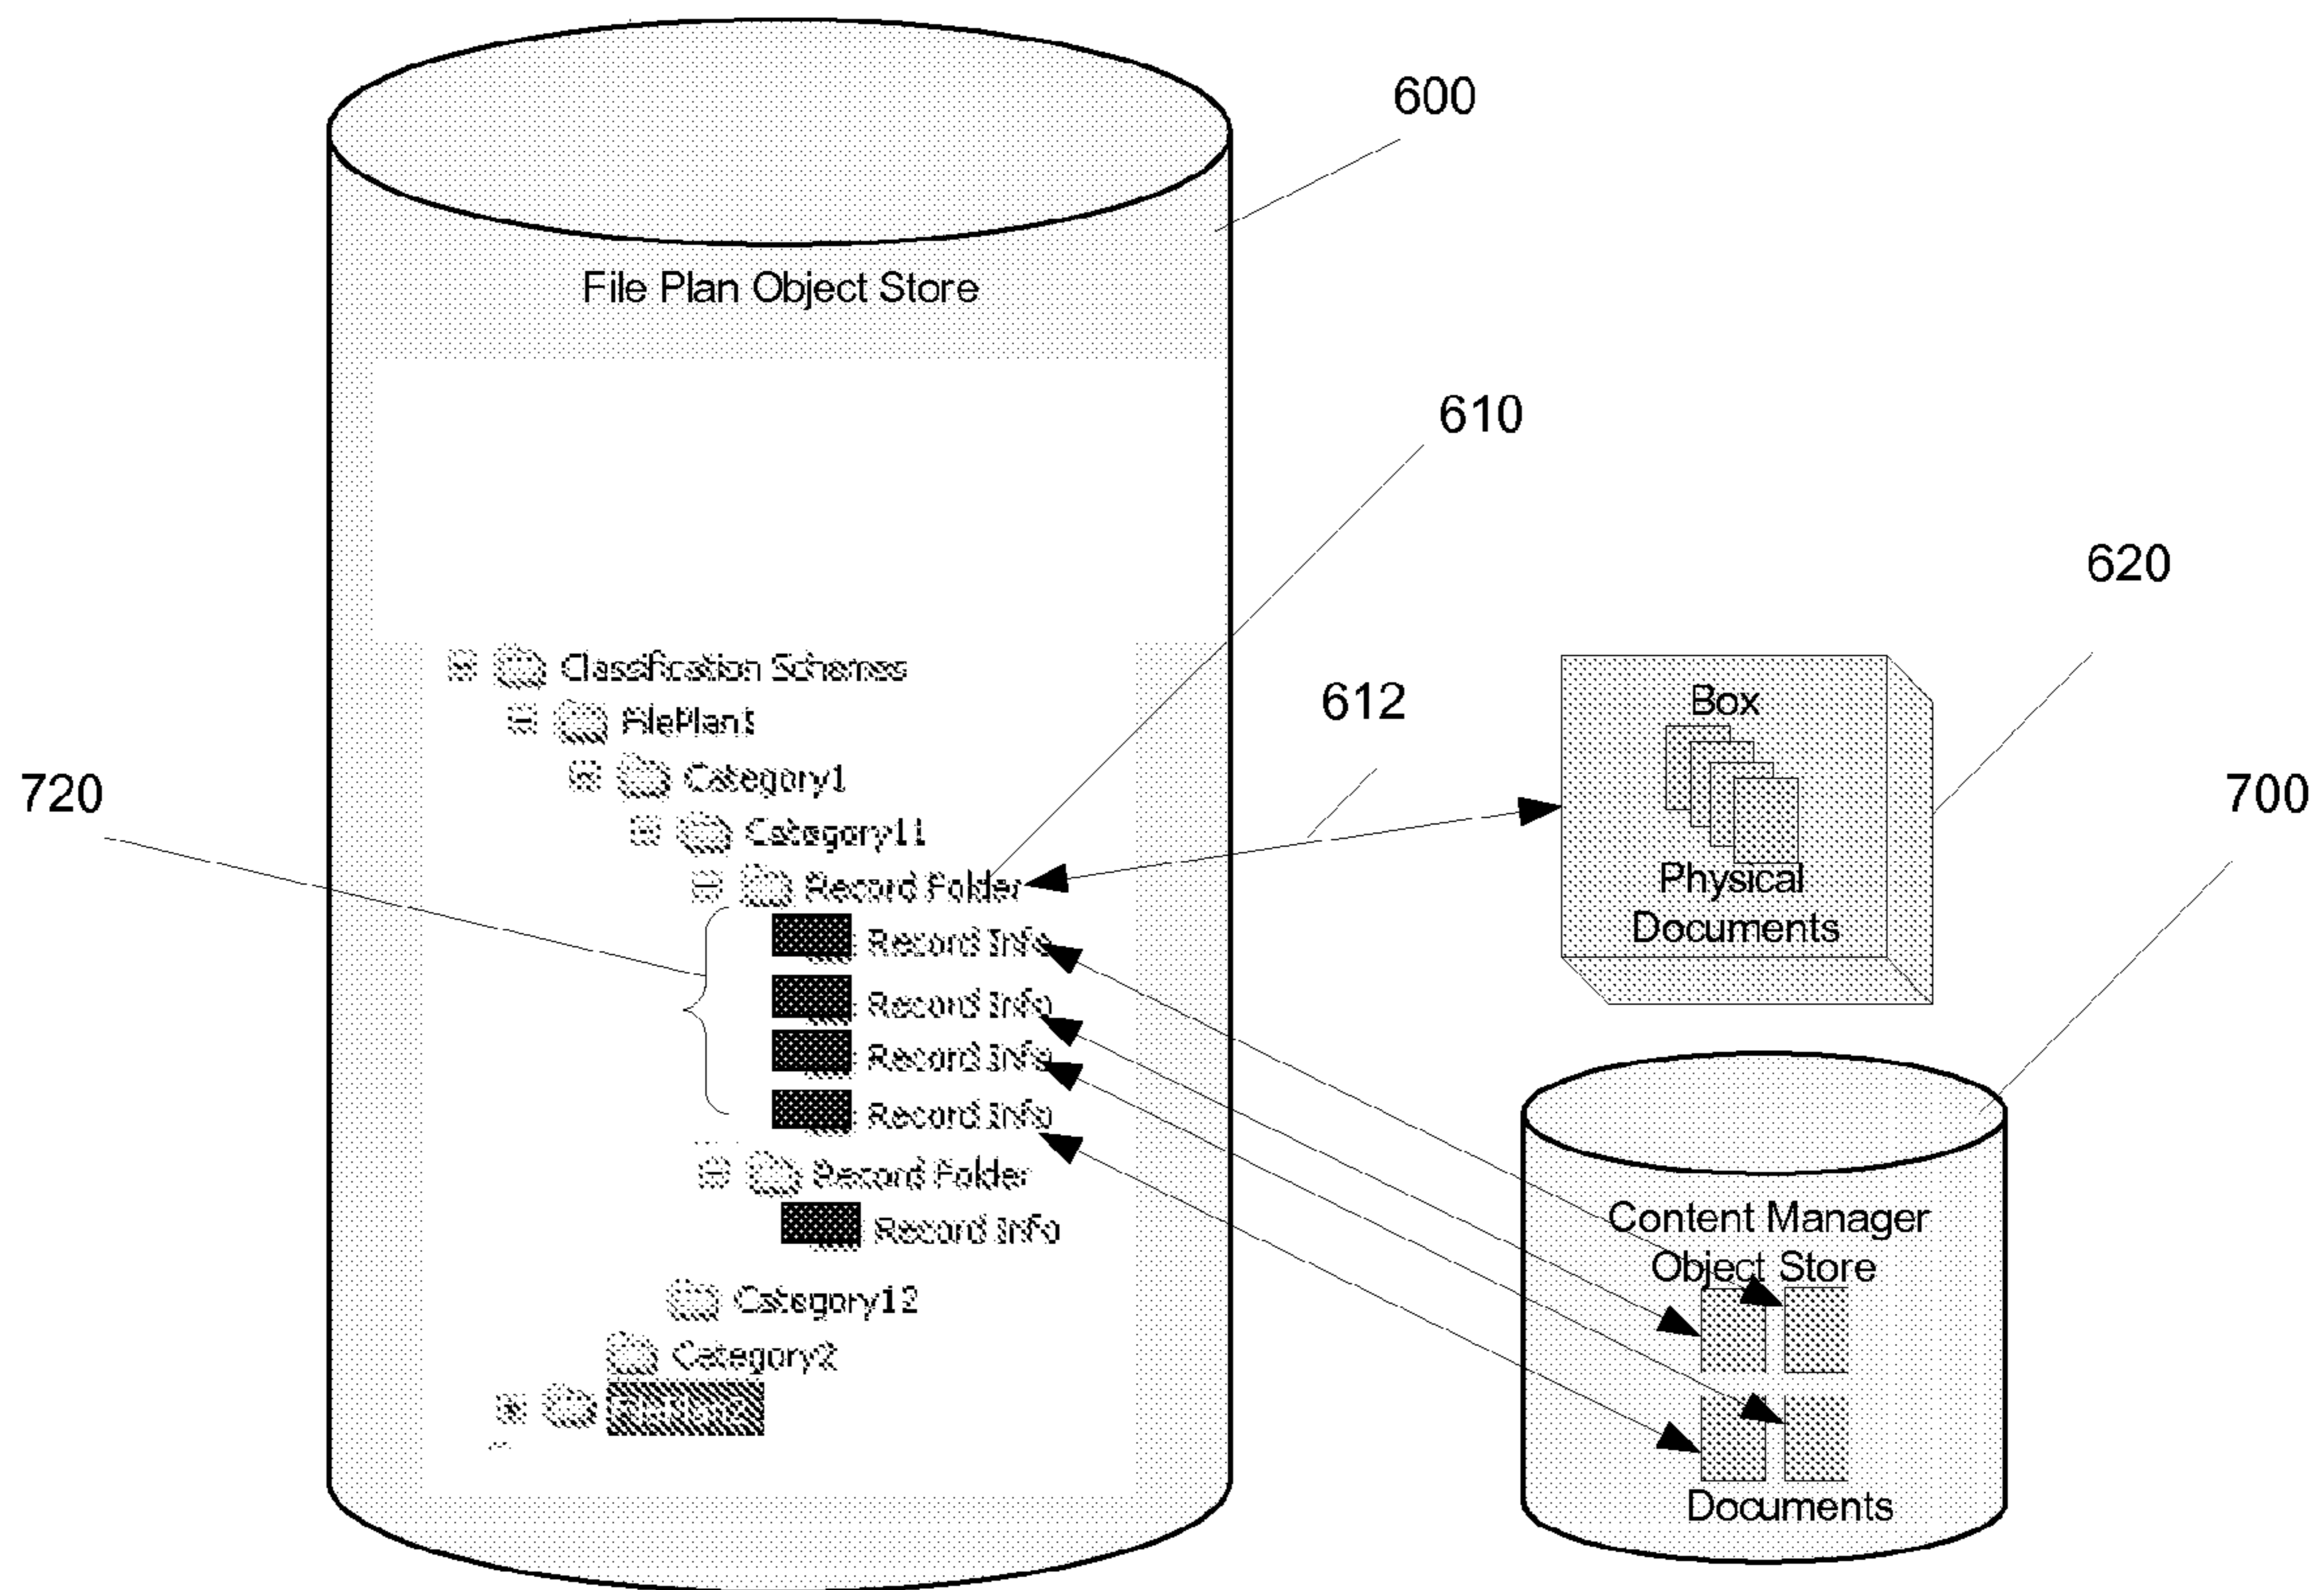 600
File Plan Object Store
610
620
Classification Schemes
612
Box
FilePlan1
720
Category1
700
Category11
Record Folder
Physical
Documents
Record Info
Record Info
Record Info
Record Info
Record Folder
Record Info
Content Manager
Object Store
Category12
Category2
Documents